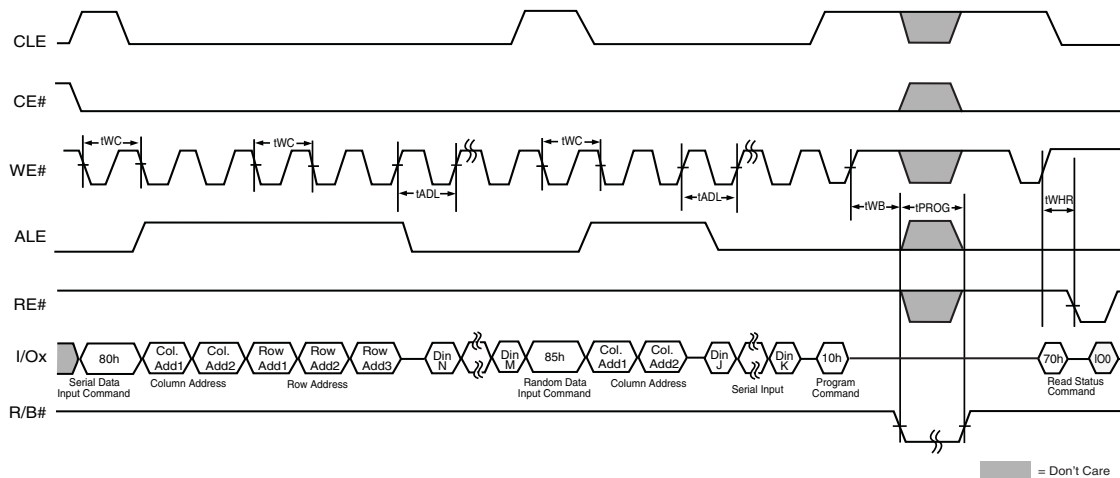 CLE
CE#
tWC
tWC
tWC
WE#
tADL
tADL
tWB
tPROG
tWHR
ALE
RE#
I/Ox
80h
Col.
Add1
Col.
Add2
Row
Add1
Row
Add2
Row
Add3
Din
N
Din
M
85h
Col.
Add1
Col.
Add2
Din
J
Din
K
10h
70h
IO0
Serial Data
Input Command
Column Address
Row Address
Random Data
Input Command
Column Address
Serial Input
Program
Command
Read Status
Command
R/B#
= Don't Care